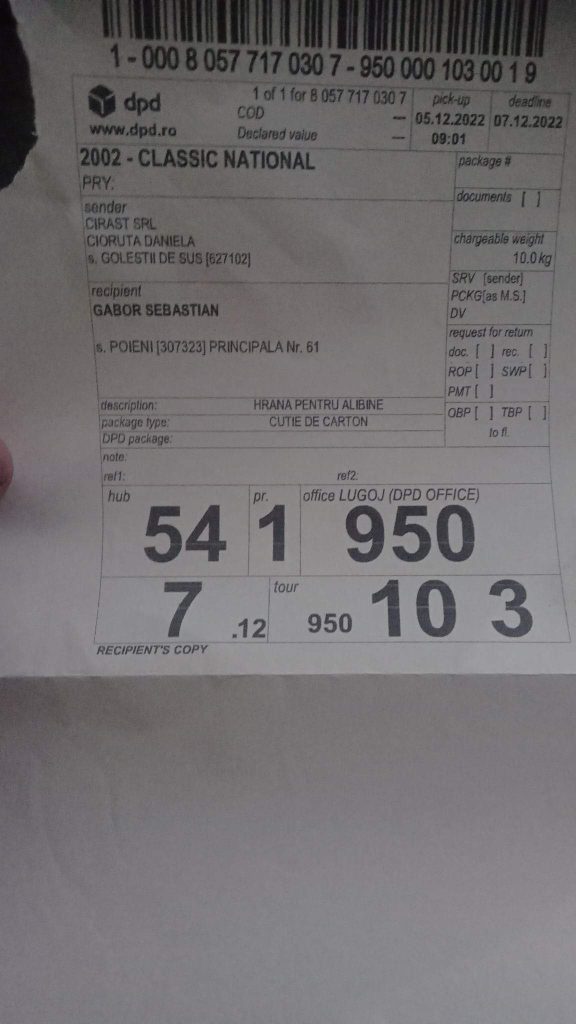 1 - 000 8 057 717 030 7 - 950 000 103 00 1 9
dpd
www.dpd.ro
1 of 1 for 8 057 717 030 7
COD —
Declared value —
pick-up
05.12.2022
09:01
deadline
07.12.2022
2002 - CLASSIC NATIONAL
PRY:
package #
documents [ ]
sender
CIRAST SRL
CIORUTA DANIELA
s. GOLESTII DE SUS [627102]
chargeable weight
10.0 kg
recipient
GABOR SEBASTIAN
s. POIENI [307323] PRINCIPALA Nr. 61
SRV [sender]
PCKG[as M.S.]
DV
request for return
doc. [ ] rec. [ ]
ROP [ ] SWP[ ]
PMT [ ]
OBP [ ] TBP [ ]
to fl.
description: HRANA PENTRU ALIBINE
package type: CUTIE DE CARTON
DPD package:
note:
ref1: ref2:
hub
54
pr.
1
office LUGOJ (DPD OFFICE)
950
7 .12
tour
950 10 3
RECIPIENT'S COPY